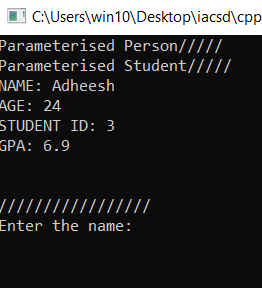 C:\Users\win10\Desktop\iacsd\cpp
Parameterised Person/////
Parameterised Student/////
NAME: Adheesh
AGE: 24
STUDENT ID: 3
GPA: 6.9
/////////////////
Enter the name: